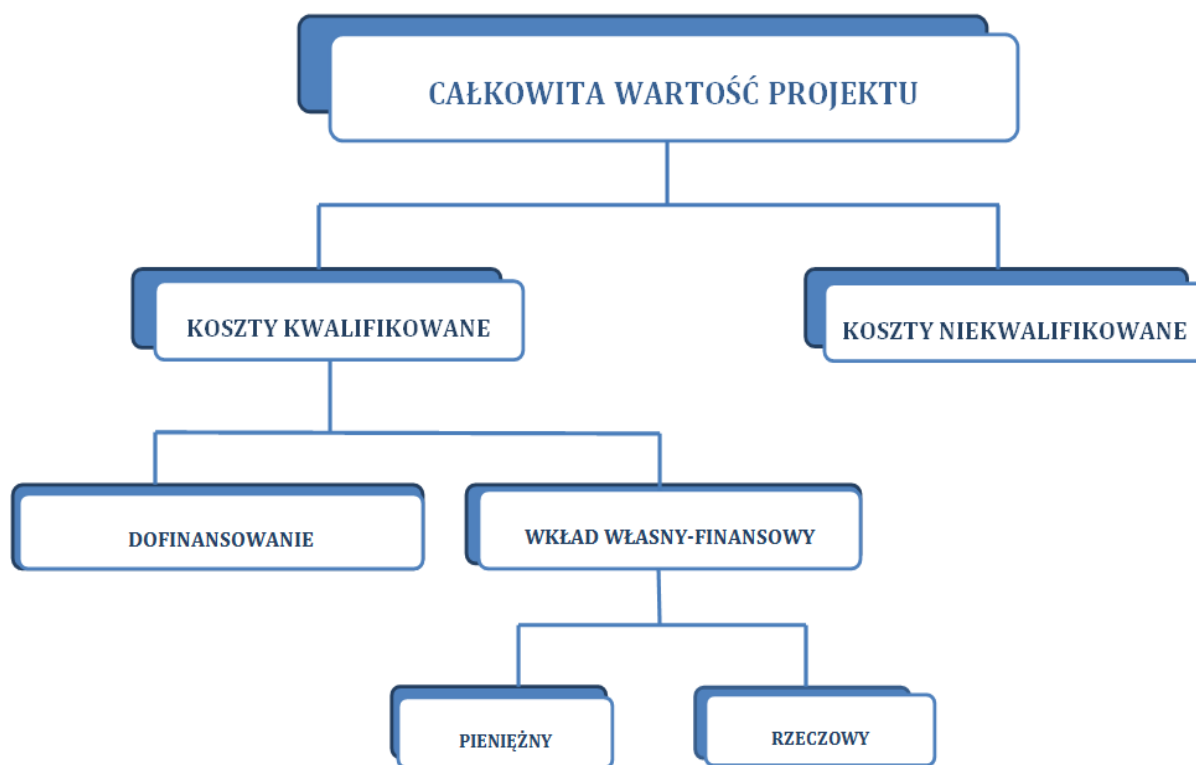 CAŁKOWITA WARTOŚĆ PROJEKTU
KOSZTY KWALIFIKOWANE
KOSZTY NIEKWALIFIKOWANE
DOFINANSOWANIE
WKŁAD WŁASNY-FINANSOWY
PIENIĘŻNY
RZECZOWY